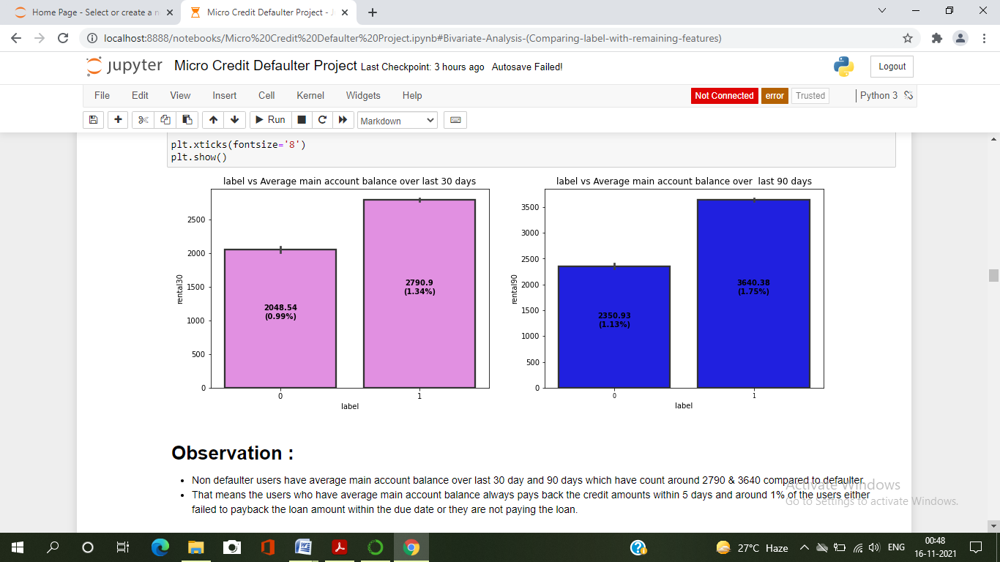 Home Page - Select or create a n
Micro Credit Defaulter Project - J
localhost:8888/notebooks/Micro%20Credit%20Defaulter%20Project.ipynb#Bivariate-Analysis-(Comparing-label-with-remaining-features)
jupyter Micro Credit Defaulter Project Last Checkpoint: 3 hours ago Autosave Failed! Logout
File Edit View Insert Cell Kernel Widgets Help Not Connected error Trusted Python 3
Run Markdown
plt.xticks(fontsize='8')
plt.show()
label vs Average main account balance over last 30 days
rental30
2500
2000
1500
1000
500
0
2048.54
(0.99%)
2790.9
(1.34%)
0 1
label
label vs Average main account balance over  last 90 days
rental90
3500
3000
2500
2000
1500
1000
500
0
2350.93
(1.13%)
3640.38
(1.75%)
0 1
label
Observation :
• Non defaulter users have average main account balance over last 30 day and 90 days which have count around 2790 & 3640 compared to defaulter.
• That means the users who have average main account balance always pays back the credit amounts within 5 days and around 1% of the users either
failed to payback the loan amount within the due date or they are not paying the loan.
Activate Windows
Go to Settings to activate Windows.
27°C Haze ENG 00:48
16-11-2021